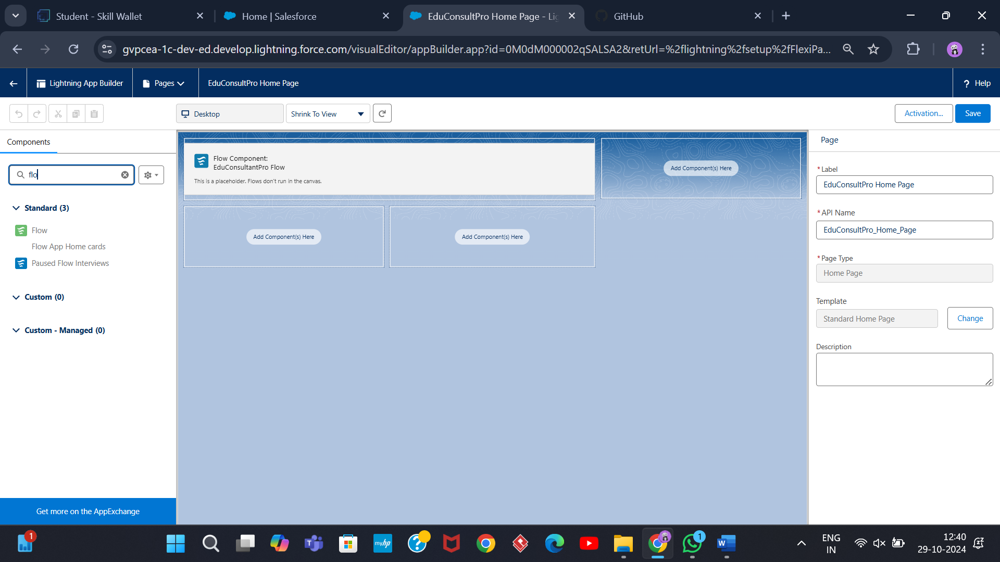 Student - Skill Wallet
Home | Salesforce
EduConsultPro Home Page - Lig
GitHub
gvpcea-1c-dev-ed.develop.lightning.force.com/visualEditor/appBuilder.app?id=0M0dM000002qSALSA2&retUrl=%2flightning%2fsetup%2fFlexiPa...
Lightning App Builder
Pages
EduConsultPro Home Page
? Help
Desktop
Shrink To View
Activation...
Save
Components
flo
Standard (3)
Flow
Flow App Home cards
Paused Flow Interviews
Custom (0)
Custom - Managed (0)
Get more on the AppExchange
Flow Component:
EduConsultantPro Flow
This is a placeholder. Flows don't run in the canvas.
Add Component(s) Here
Add Component(s) Here
Add Component(s) Here
Page
* Label
EduConsultPro Home Page
* API Name
EduConsultPro_Home_Page
* Page Type
Home Page
Template
Standard Home Page
Change
Description
1
myhp
1
ENG
IN
12:40
29-10-2024